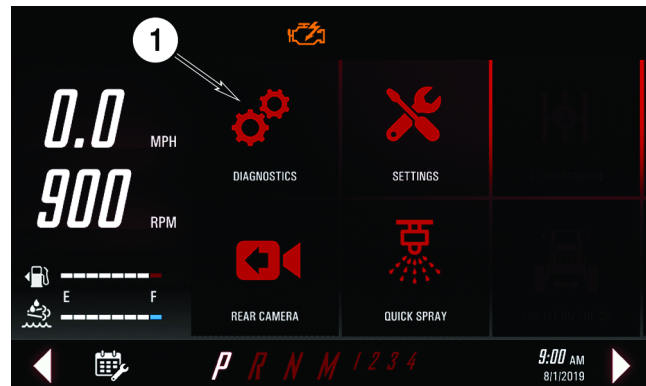 1
0.0 MPH
DIAGNOSTICS
SETTINGS
900 RPM
E F
REAR CAMERA
QUICK SPRAY
P R N M 1 2 3 4
9:00 AM
8/1/2019